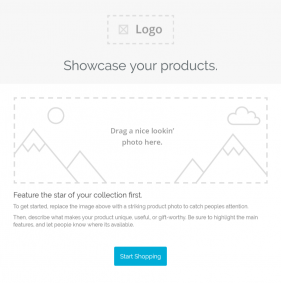 Logo
Showcase your products.
Drag a nice lookin'
photo here.
Feature the star of your collection first.
To get started, replace the image above with a striking product photo to catch peoples attention.
Then, describe what makes your product unique, useful, or gift-worthy. Be sure to highlight the main
features, and let people know where its available.
Start Shopping